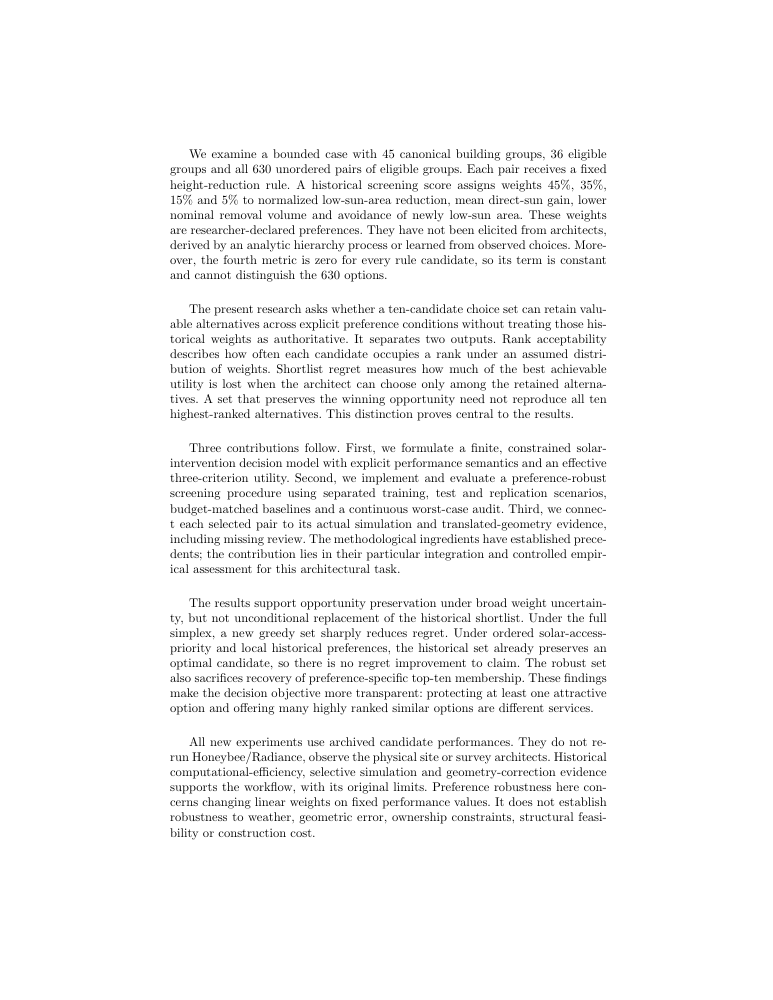 We examine a bounded case with 45 canonical building groups, 36 eligible
groups and all 630 unordered pairs of eligible groups. Each pair receives a fixed
height-reduction rule. A historical screening score assigns weights 45%, 35%,
15% and 5% to normalized low-sun-area reduction, mean direct-sun gain, lower
nominal removal volume and avoidance of newly low-sun area. These weights
are researcher-declared preferences. They have not been elicited from architects,
derived by an analytic hierarchy process or learned from observed choices. More-
over, the fourth metric is zero for every rule candidate, so its term is constant
and cannot distinguish the 630 options.
The present research asks whether a ten-candidate choice set can retain valu-
able alternatives across explicit preference conditions without treating those his-
torical weights as authoritative. It separates two outputs. Rank acceptability
describes how often each candidate occupies a rank under an assumed distri-
bution of weights. Shortlist regret measures how much of the best achievable
utility is lost when the architect can choose only among the retained alterna-
tives. A set that preserves the winning opportunity need not reproduce all ten
highest-ranked alternatives. This distinction proves central to the results.
Three contributions follow. First, we formulate a finite, constrained solar-
intervention decision model with explicit performance semantics and an effective
three-criterion utility. Second, we implement and evaluate a preference-robust
screening procedure using separated training, test and replication scenarios,
budget-matched baselines and a continuous worst-case audit. Third, we connec-
t each selected pair to its actual simulation and translated-geometry evidence,
including missing review. The methodological ingredients have established prece-
dents; the contribution lies in their particular integration and controlled empir-
ical assessment for this architectural task.
The results support opportunity preservation under broad weight uncertain-
ty, but not unconditional replacement of the historical shortlist. Under the full
simplex, a new greedy set sharply reduces regret. Under ordered solar-access-
priority and local historical preferences, the historical set already preserves an
optimal candidate, so there is no regret improvement to claim. The robust set
also sacrifices recovery of preference-specific top-ten membership. These findings
make the decision objective more transparent: protecting at least one attractive
option and offering many highly ranked similar options are different services.
All new experiments use archived candidate performances. They do not re-
run Honeybee/Radiance, observe the physical site or survey architects. Historical
computational-efficiency, selective simulation and geometry-correction evidence
supports the workflow, with its original limits. Preference robustness here con-
cerns changing linear weights on fixed performance values. It does not establish
robustness to weather, geometric error, ownership constraints, structural feasi-
bility or construction cost.